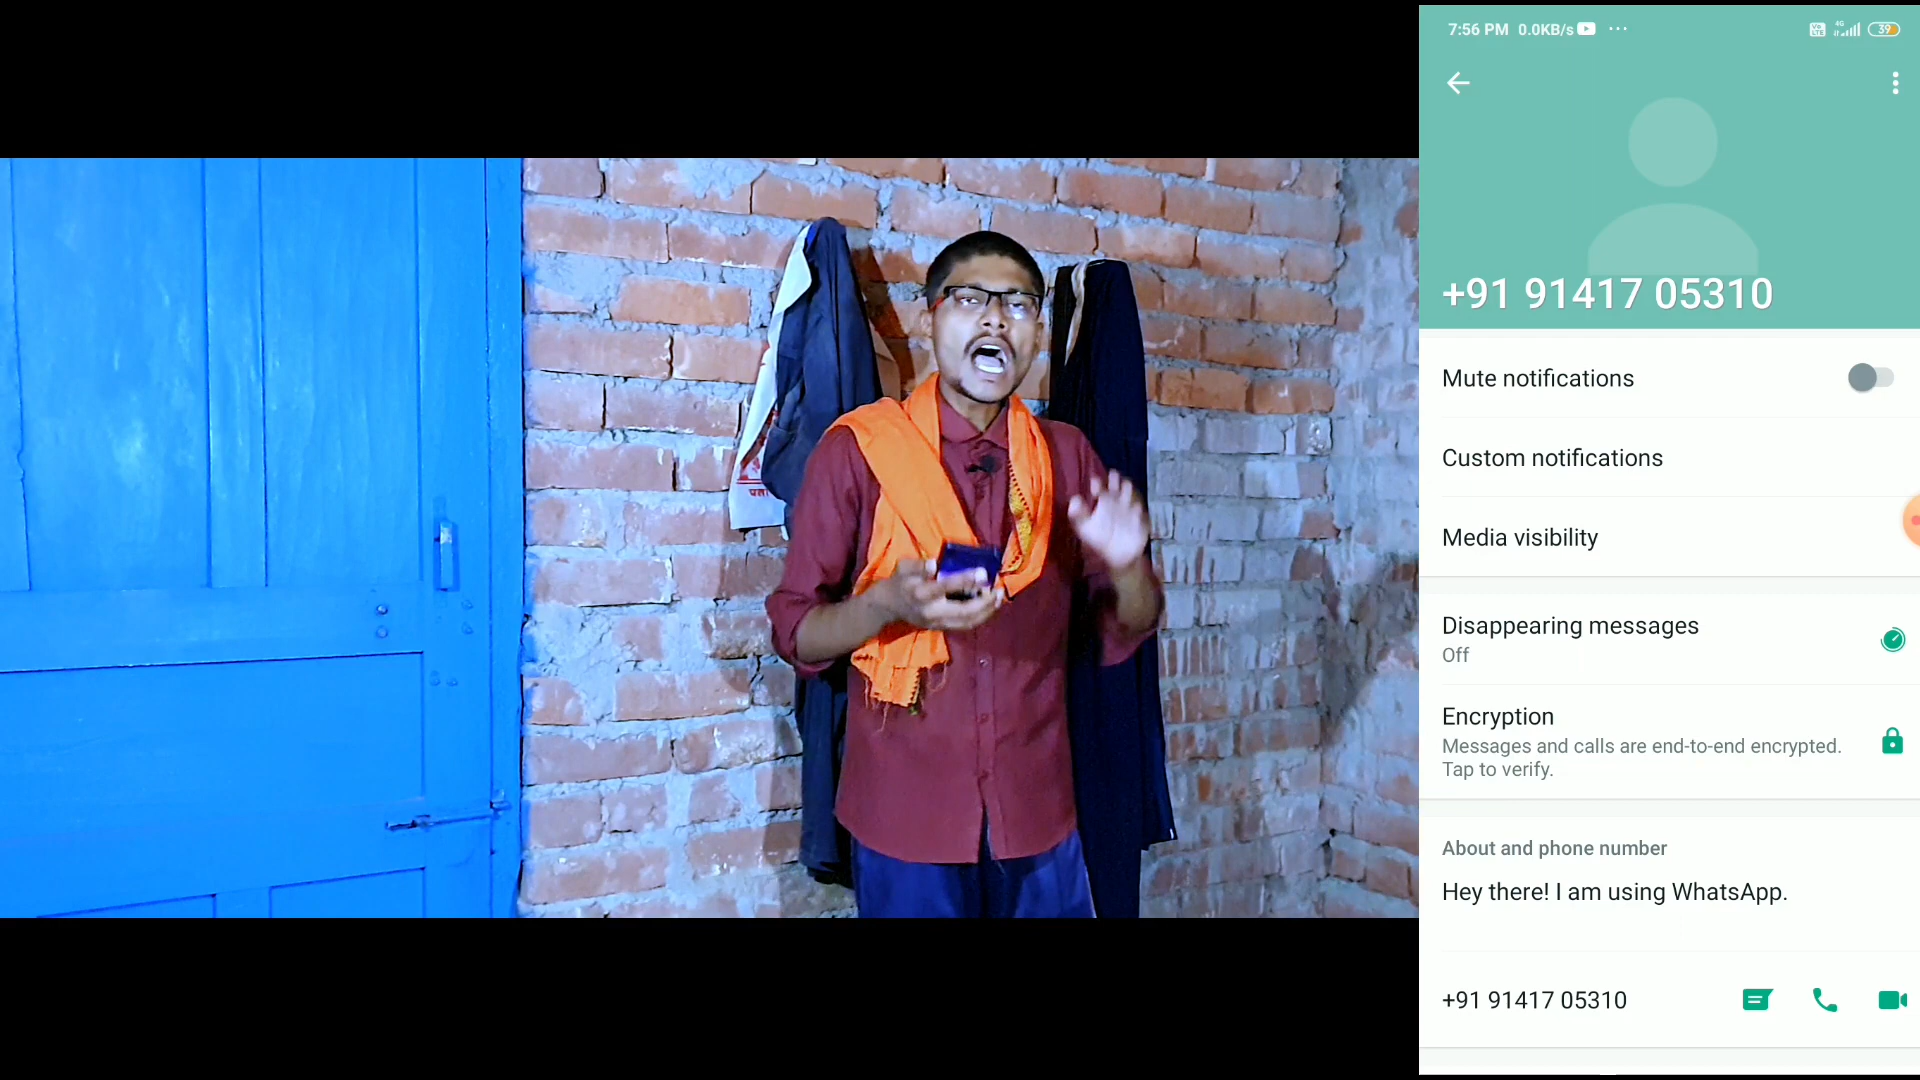 7:56 PM 0.0KB/s
4G 39
+91 91417 05310
Mute notifications
Custom notifications
Media visibility
Disappearing messages
Off
Encryption
Messages and calls are end-to-end encrypted.
Tap to verify.
About and phone number
Hey there! I am using WhatsApp.
+91 91417 05310